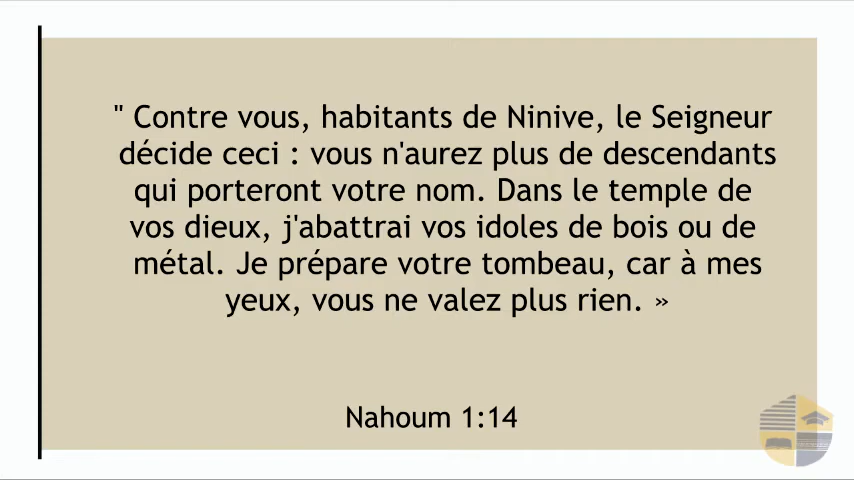 " Contre vous, habitants de Ninive, le Seigneur
décide ceci : vous n'aurez plus de descendants
qui porteront votre nom. Dans le temple de
vos dieux, j'abattrai vos idoles de bois ou de
métal. Je prépare votre tombeau, car à mes
yeux, vous ne valez plus rien. »
Nahoum 1:14